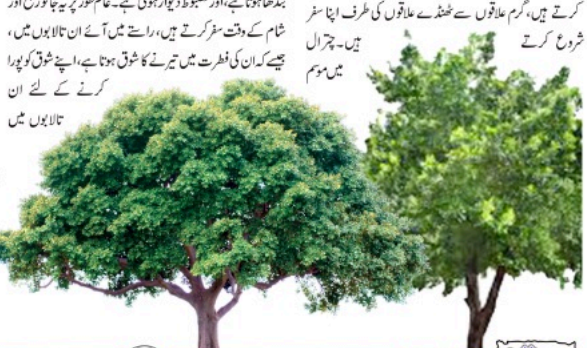 کرتے ہیں، گرم علاقوں سے ٹھنڈے علاقوں کی طرف اپنا سفر
شروع کرتے ہیں۔ چترال
میں موسم
شام کے وقت سفر کرتے ہیں، راستے میں آئے ان تالابوں میں،
جیسے کہ ان کی فطرت میں تیرنے کا شوق ہوتا ہے، اپنے شوق کو پورا
کرنے کے لئے ان
تالابوں میں